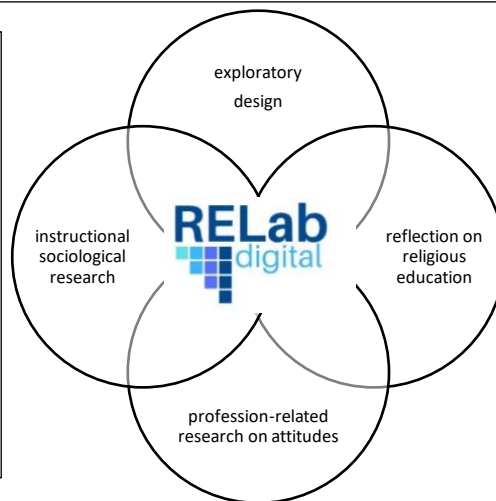 exploratory
design
RELab
digital
instructional
sociological
research
reflection on
religious
education
profession-related
research on attitudes